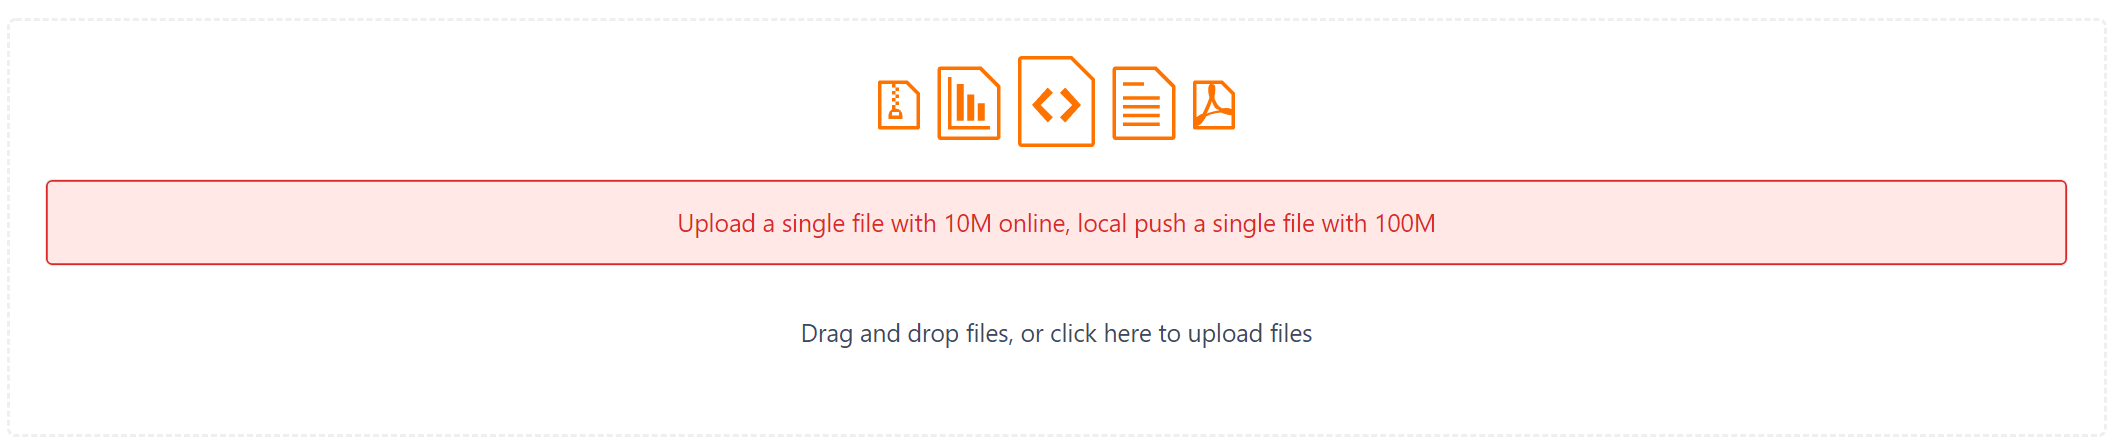 Upload a single file with 10M online, local push a single file with 100M
Drag and drop files, or click here to upload files